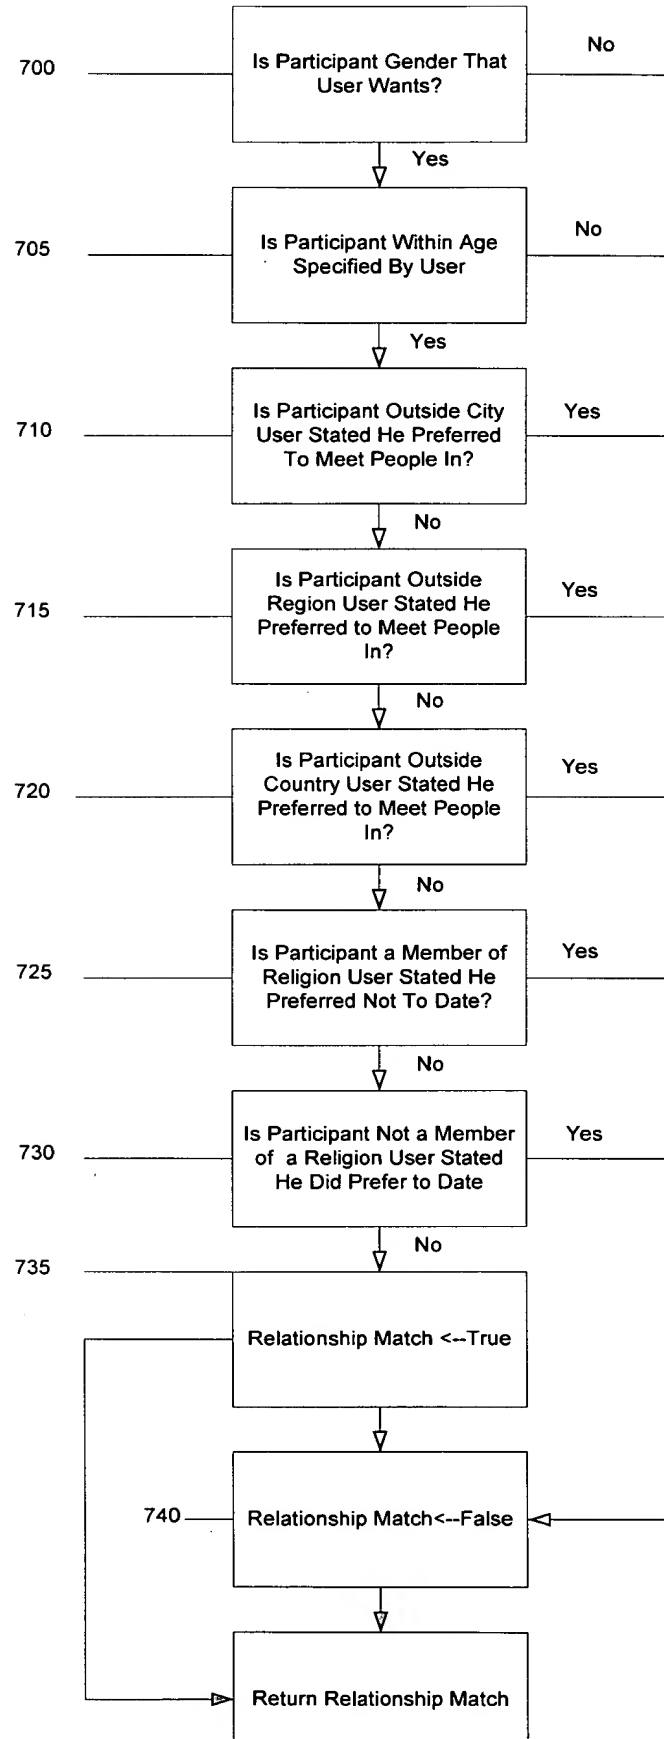 No
700
Is Participant Gender That
User Wants?
Yes
No
705
Is Participant Within Age
Specified By User
Yes
710
Is Participant Outside City
User Stated He Preferred
To Meet People In?
Yes
No
715
Is Participant Outside
Region User Stated He
Preferred to Meet People
In?
Yes
No
720
Is Participant Outside
Country User Stated He
Preferred to Meet People
In?
Yes
No
725
Is Participant a Member of
Religion User Stated He
Preferred Not To Date?
Yes
No
730
Is Participant Not a Member
of a Religion User Stated
He Did Prefer to Date
Yes
No
735
Relationship Match <--True
740
Relationship Match<--False
Return Relationship Match